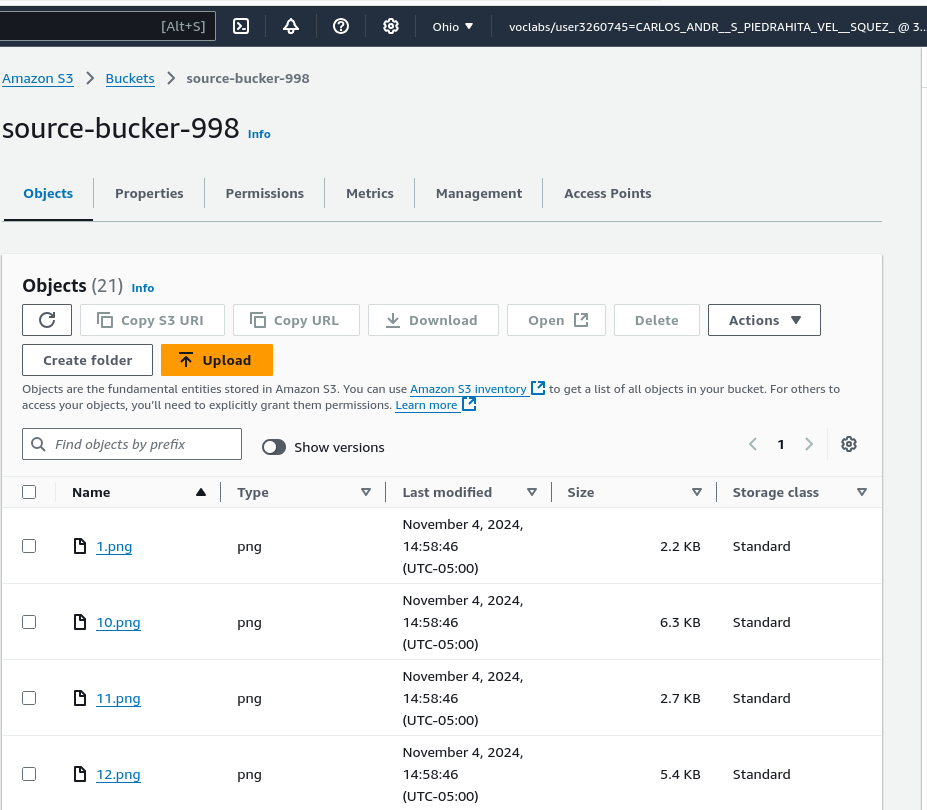 [Alt+S]
Ohio
voclabs/user3260745=CARLOS_ANDR__S_PIEDRAHITA_VEL__SQUEZ_ @ 3...
Amazon S3 > Buckets > source-bucker-998
source-bucker-998 Info
Objects Properties Permissions Metrics Management Access Points
Objects (21) Info
Copy S3 URI Copy URL Download Open Delete Actions
Create folder Upload
Objects are the fundamental entities stored in Amazon S3. You can use Amazon S3 inventory to get a list of all objects in your bucket. For others to
access your objects, you'll need to explicitly grant them permissions. Learn more
Find objects by prefix Show versions 1
Name Type Last modified Size Storage class
1.png png November 4, 2024, 2.2 KB Standard
14:58:46
(UTC-05:00)
10.png png November 4, 2024, 6.3 KB Standard
14:58:46
(UTC-05:00)
11.png png November 4, 2024, 2.7 KB Standard
14:58:46
(UTC-05:00)
12.png png November 4, 2024, 5.4 KB Standard
14:58:46
(UTC-05:00)